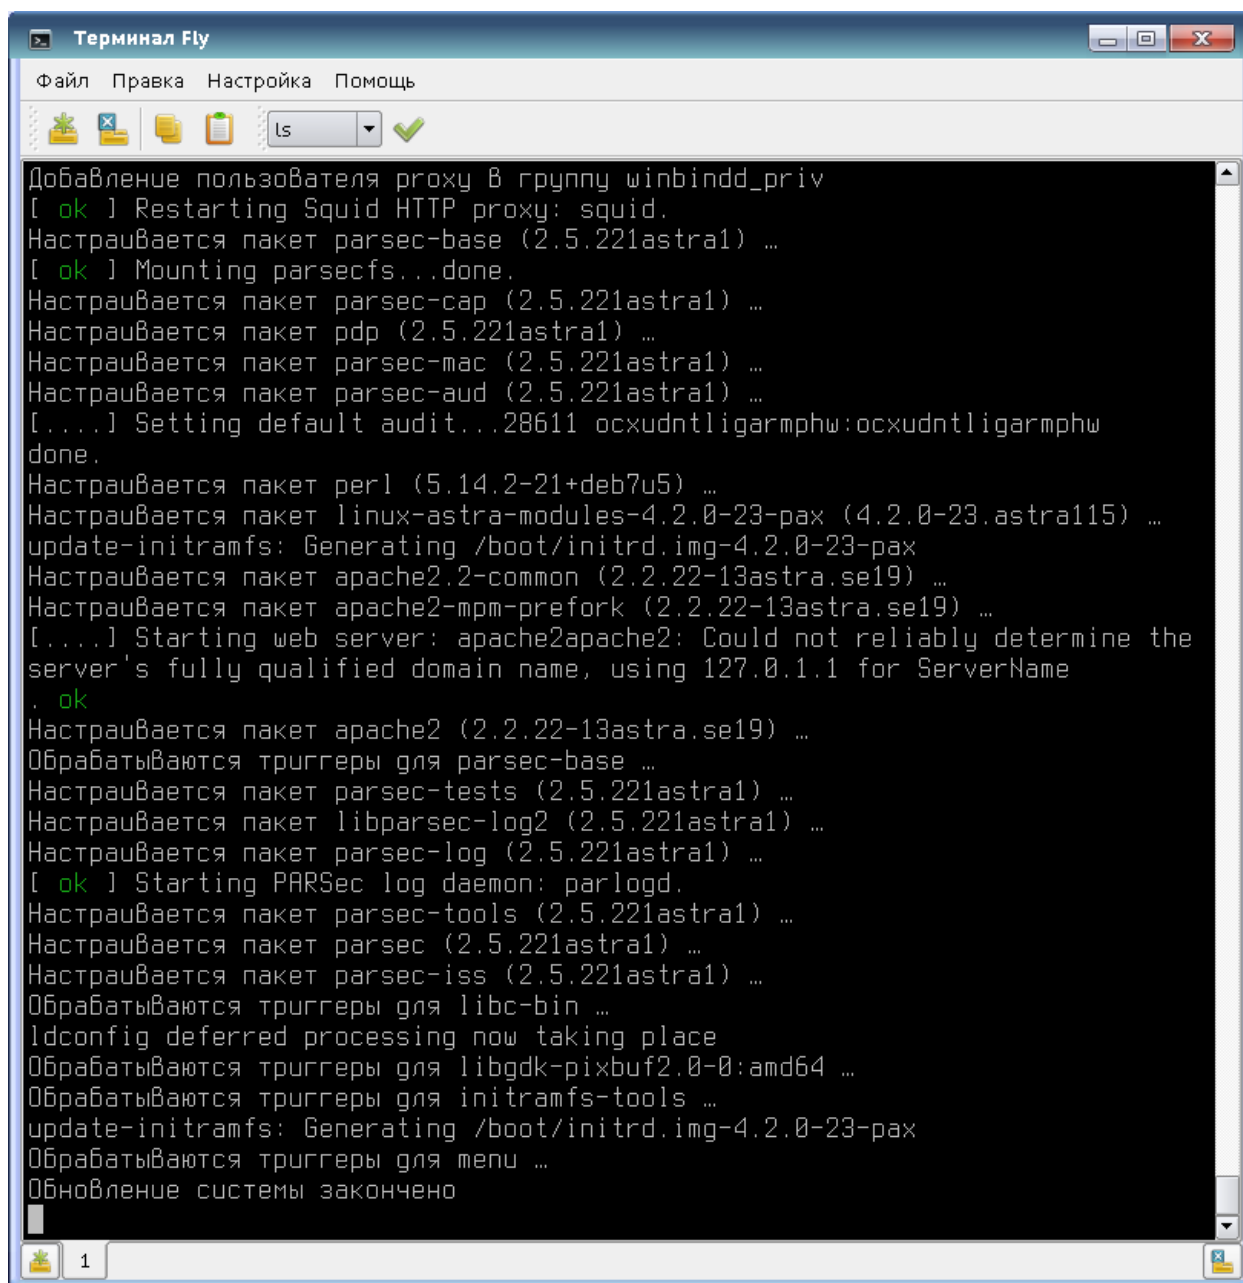 Терминал Fly
Файл Правка Настройка Помощь
ls
Добавление пользователя proxy в группу winbindd_priv
[ ok ] Restarting Squid HTTP proxy: squid.
Настраивается пакет parsec-base (2.5.221astra1) …
[ ok ] Mounting parsecfs...done.
Настраивается пакет parsec-cap (2.5.221astra1) …
Настраивается пакет pdp (2.5.221astra1) …
Настраивается пакет parsec-mac (2.5.221astra1) …
Настраивается пакет parsec-aud (2.5.221astra1) …
[....] Setting default audit...28611 ocxudntligarmphw:ocxudntligarmphw
done.
Настраивается пакет perl (5.14.2-21+deb7u5) …
Настраивается пакет linux-astra-modules-4.2.0-23-pax (4.2.0-23.astra115) …
update-initramfs: Generating /boot/initrd.img-4.2.0-23-pax
Настраивается пакет apache2.2-common (2.2.22-13astra.se19) …
Настраивается пакет apache2-mpm-prefork (2.2.22-13astra.se19) …
[....] Starting web server: apache2apache2: Could not reliably determine the
server's fully qualified domain name, using 127.0.1.1 for ServerName
. ok
Настраивается пакет apache2 (2.2.22-13astra.se19) …
Обрабатываются триггеры для parsec-base …
Настраивается пакет parsec-tests (2.5.221astra1) …
Настраивается пакет libparsec-log2 (2.5.221astra1) …
Настраивается пакет parsec-log (2.5.221astra1) …
[ ok ] Starting PARSec log daemon: parlogd.
Настраивается пакет parsec-tools (2.5.221astra1) …
Настраивается пакет parsec (2.5.221astra1) …
Настраивается пакет parsec-iss (2.5.221astra1) …
Обрабатываются триггеры для libc-bin …
ldconfig deferred processing now taking place
Обрабатываются триггеры для libgdk-pixbuf2.0-0:amd64 …
Обрабатываются триггеры для initramfs-tools …
update-initramfs: Generating /boot/initrd.img-4.2.0-23-pax
Обрабатываются триггеры для menu …
Обновление системы закончено
1